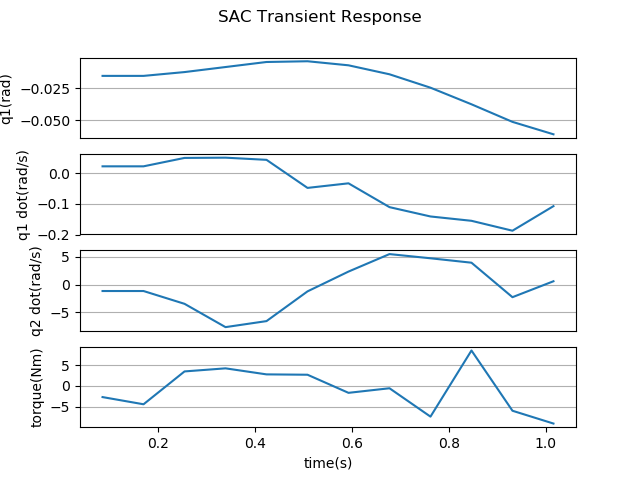 SAC Transient Response
q1(rad)
−0.025
−0.050
q1 dot(rad/s)
0.0
−0.1
−0.2
q2 dot(rad/s)
5
0
−5
torque(Nm)
5
0
−5
0.2 0.4 0.6 0.8 1.0
time(s)